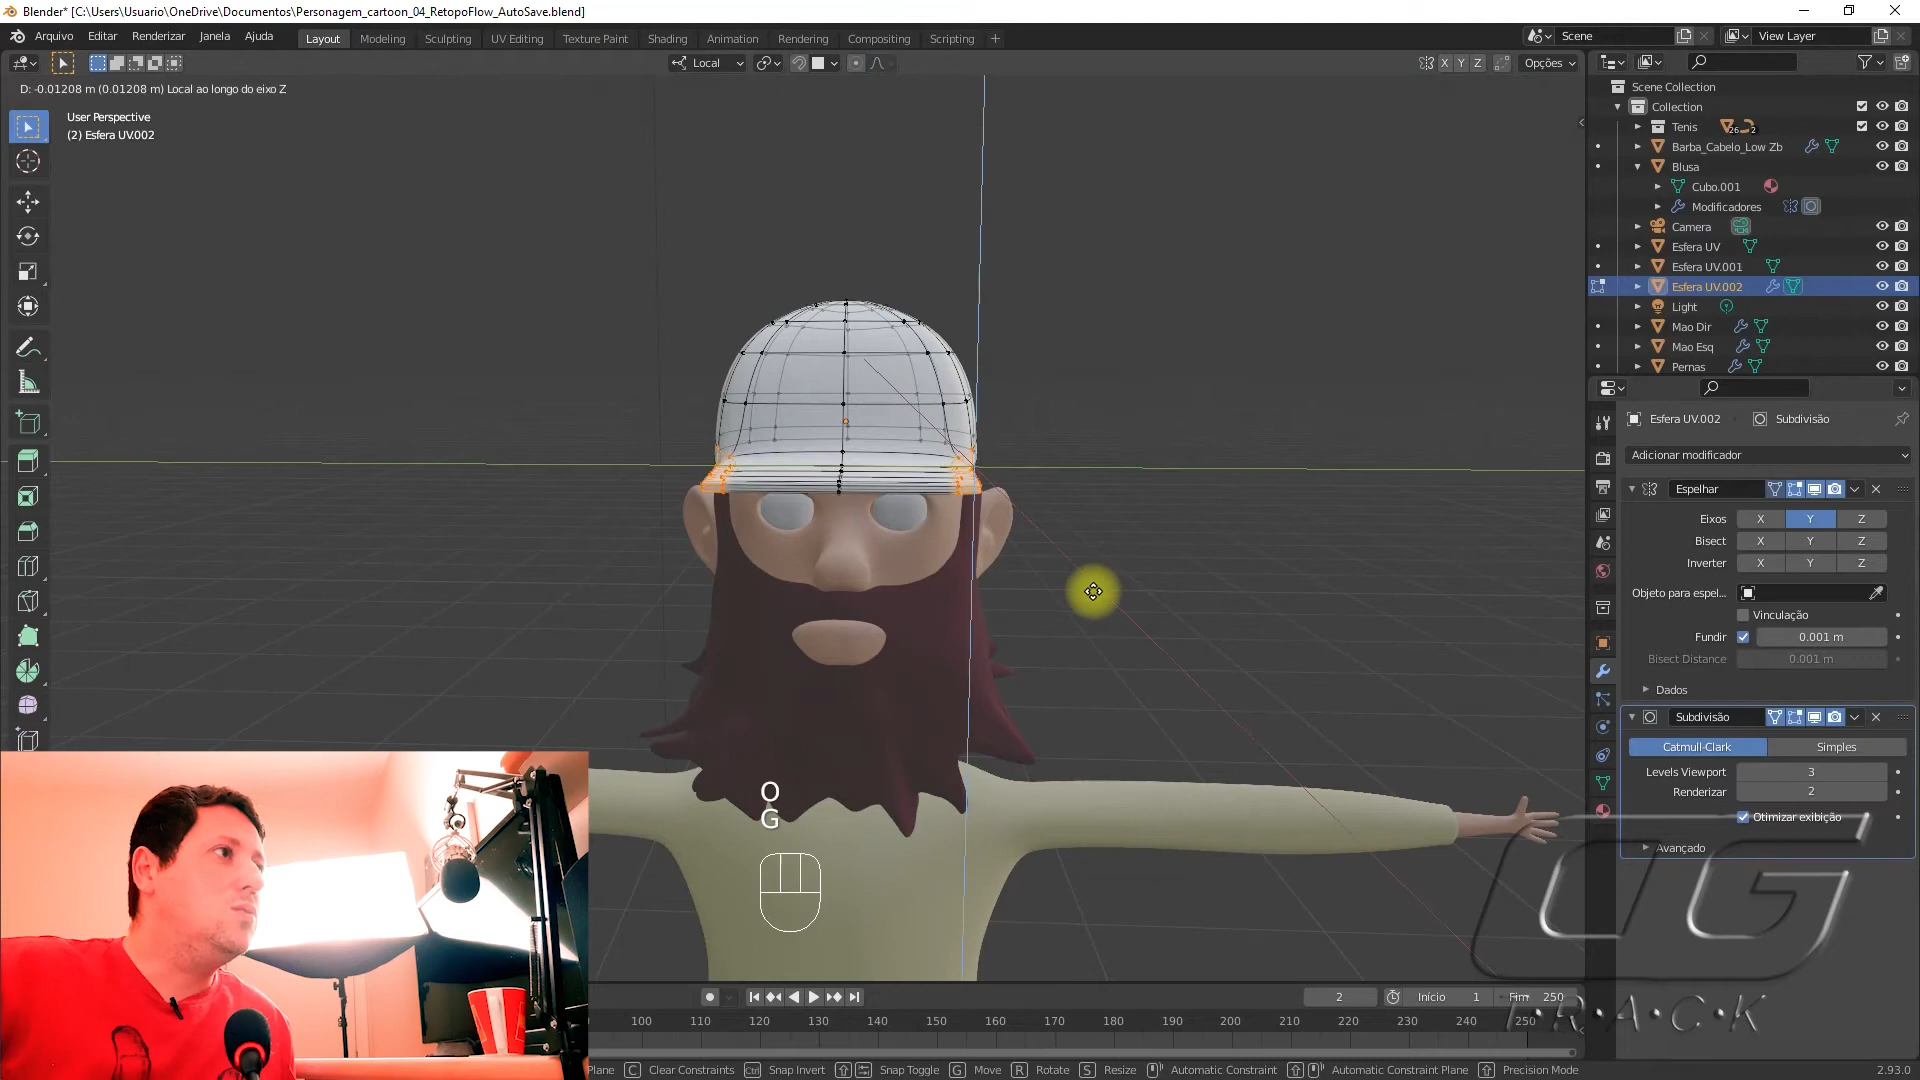 Blender* [C:\Users\Usuario\OneDrive\Documentos\Personagem_cartoon_04_RetopoFlow_AutoSave.blend]
Arquivo Editar Renderizar Janela Ajuda Layout Modeling Sculpting UV Editing Texture Paint Shading Animation Rendering Compositing Scripting + Scene View Layer
Local X Y Z Opções
D: -0.01208 m (0.01208 m) Local ao longo do eixo Z
User Perspective
(2) Esfera UV.002
Scene Collection
Collection
Tenis 26 2
Barba_Cabelo_Low Zb
Blusa
Cubo.001
Modificadores
Camera
Esfera UV
Esfera UV.001
Esfera UV.002
Light
Mao Dir
Mao Esq
Pernas
Esfera UV.002 Subdivisão
Adicionar modificador
Espelhar
Eixos X Y Z
Bisect X Y Z
Inverter X Y Z
Objeto para espel...
Vinculação
Fundir 0.001 m
Bisect Distance 0.001 m
Dados
Subdivisão
Catmull-Clark Simples
Levels Viewport 3
Renderizar 2
Otimizar exibição
Avançado
O
G
OG
T·R·A·C·K
2 Início 1 Fim 250
100 110 120 130 140 150 160 170 180 190 200 210 220 230 240 250
Plane C Clear Constraints Ctrl Snap Invert Snap Toggle G Move R Rotate S Resize Automatic Constraint Automatic Constraint Plane Precision Mode 2.93.0